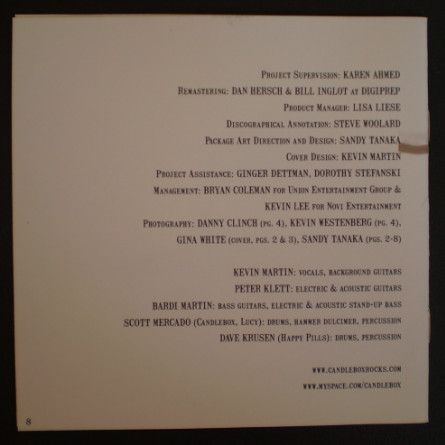 Project Supervision: KAREN AHMED
Remastering: DAN HERSCH & BILL INGLOT at DIGIPREP
Product Manager: LISA LIESE
Discographical Annotation: STEVE WOOLARD
Package Art Direction and Design: SANDY TANAKA
Cover Design: KEVIN MARTIN
Project Assistance: GINGER DETTMAN, DOROTHY STEFANSKI
Management: BRYAN COLEMAN for Union Entertainment Group &
KEVIN LEE for Novi Entertainment
Photography: DANNY CLINCH (pg. 4), KEVIN WESTENBERG (pg. 4),
GINA WHITE (cover, pgs. 2 & 3), SANDY TANAKA (pgs. 2-8)
KEVIN MARTIN: vocals, background guitars
PETER KLETT: electric & acoustic guitars
BARDI MARTIN: bass guitars, electric & acoustic stand-up bass
SCOTT MERCADO (Candlebox, Lucy): drums, hammer dulcimer, percussion
DAVE KRUSEN (Happy Pills): drums, percussion
www.candleboxrocks.com
www.myspace.com/candlebox
8